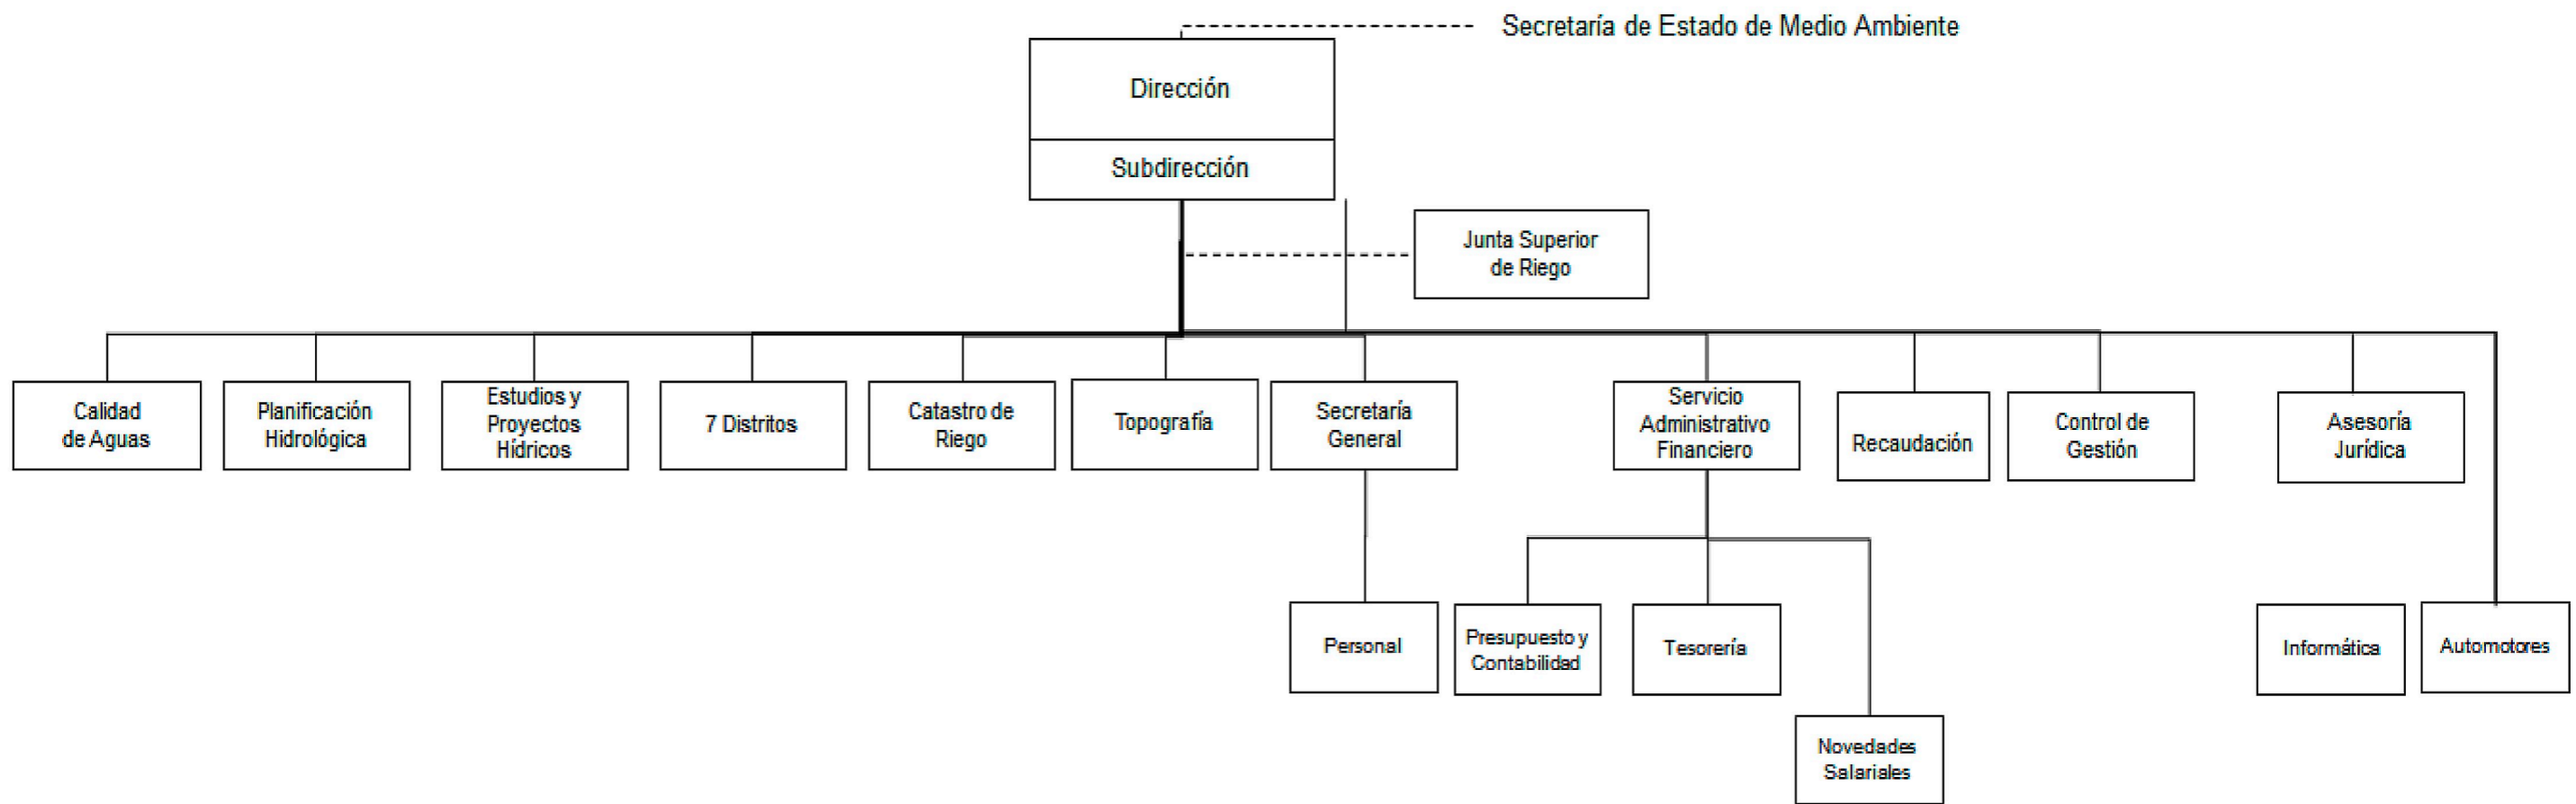 Secretaría de Estado de Medio Ambiente
Dirección
Subdirección
Junta Superior
de Riego
Calidad
de Aguas
Planificación
Hidrológica
Estudios y
Proyectos
Hídricos
7 Distritos
Catastro de
Riego
Topografía
Secretaría
General
Servicio
Administrativo
Financiero
Recaudación
Control de
Gestión
Asesoría
Jurídica
Personal
Presupuesto y
Contabilidad
Tesorería
Informática
Automotores
Novedades
Salariales